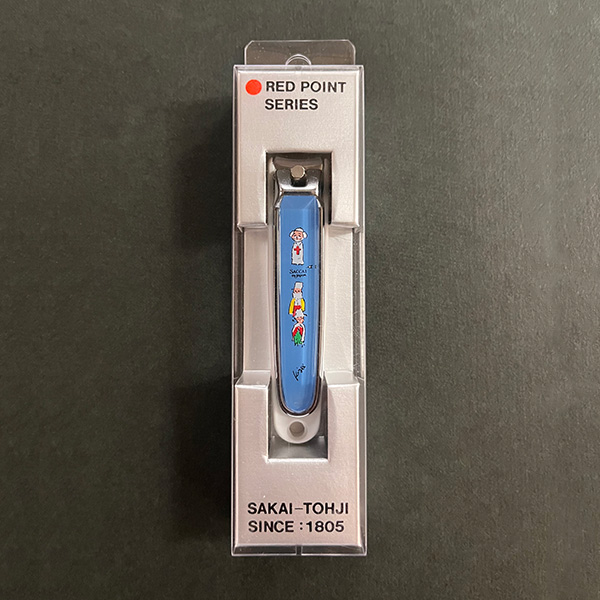 RED POINT
SERIES
SAKAI-TOHJI
SINCE : 1805